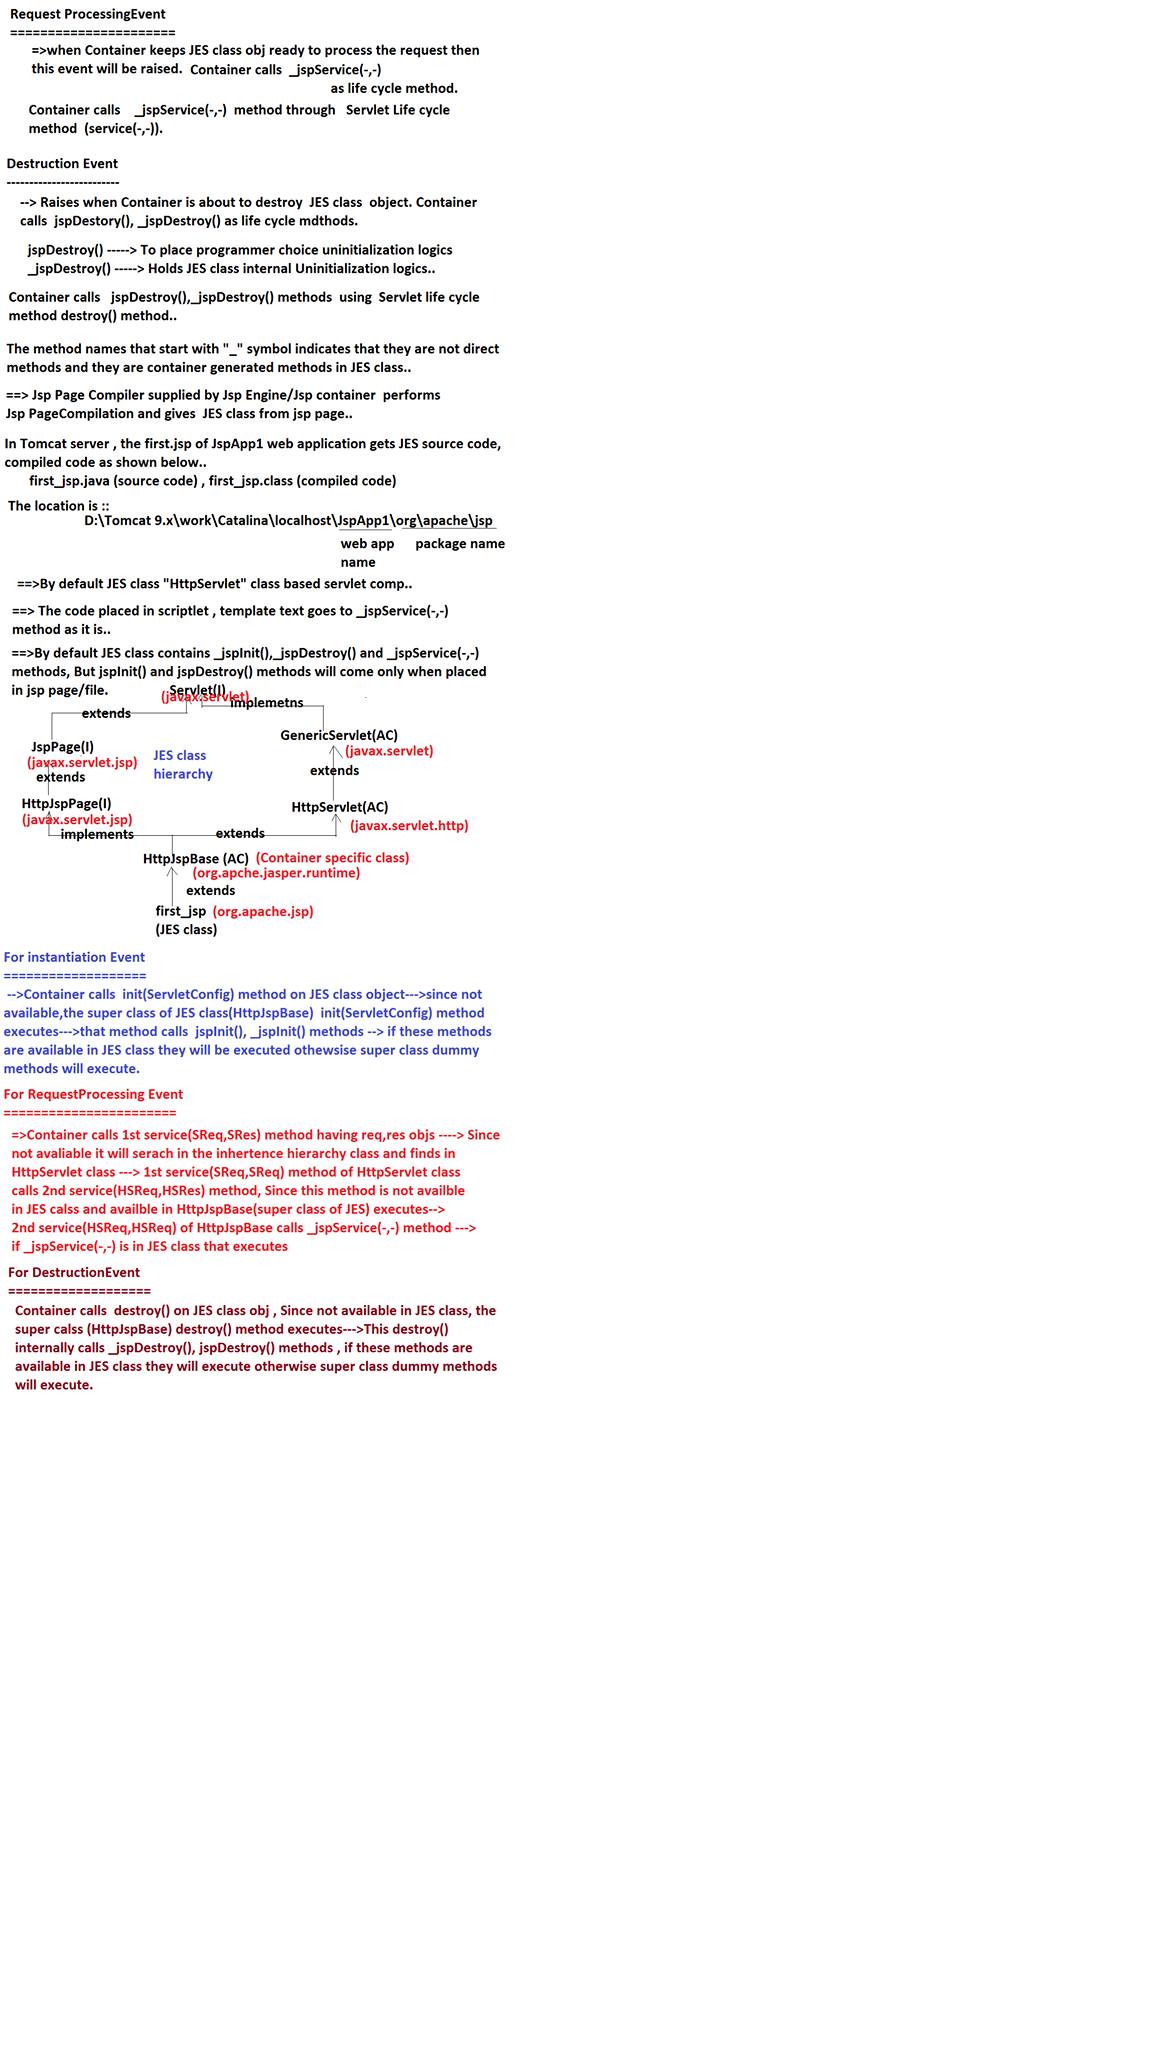 Request ProcessingEvent
======================
=>when Container keeps JES class obj ready to process the request then
this event will be raised.  Container calls  _jspService(-,-)
as life cycle method.
Container calls    _jspService(-,-)  method through   Servlet Life cycle
method  (service(-,-)).
Destruction Event
-------------------------
--> Raises when Container is about to destroy  JES class  object. Container
calls  jspDestory(), _jspDestroy() as life cycle mdthods.
jspDestroy() -----> To place programmer choice uninitialization logics
_jspDestroy() -----> Holds JES class internal Uninitialization logics..
Container calls   jspDestroy(),_jspDestroy() methods  using  Servlet life cycle
method destroy() method..
The method names that start with "_" symbol indicates that they are not direct
methods and they are container generated methods in JES class..
==> Jsp Page Compiler supplied by Jsp Engine/Jsp container  performs
Jsp PageCompilation and gives  JES class from jsp page..
In Tomcat server , the first.jsp of JspApp1 web application gets JES source code,
compiled code as shown below..
first_jsp.java (source code) , first_jsp.class (compiled code)
The location is ::
D:\Tomcat 9.x\work\Catalina\localhost\JspApp1\org\apache\jsp
web app     package name
name
==>By default JES class "HttpServlet" class based servlet comp..
==> The code placed in scriptlet , template text goes to _jspService(-,-)
method as it is..
==>By default JES class contains _jspInit(),_jspDestroy() and _jspService(-,-)
methods, But jspInit() and jspDestroy() methods will come only when placed
in jsp page/file.
Servlet(I)
(javax.servlet)
implemetns
extends
GenericServlet(AC)
JspPage(I)
(javax.servlet)
JES class
hierarchy
(javax.servlet.jsp)
extends
extends
HttpJspPage(I)
HttpServlet(AC)
(javax.servlet.jsp)
(javax.servlet.http)
implements
extends
HttpJspBase (AC)  (Container specific class)
(org.apche.jasper.runtime)
extends
first_jsp  (org.apache.jsp)
(JES class)
For instantiation Event
===================
-->Container calls  init(ServletConfig) method on JES class object--->since not
available,the super class of JES class(HttpJspBase)  init(ServletConfig) method
executes--->that method calls  jspInit(), _jspInit() methods --> if these methods
are available in JES class they will be executed othewsise super class dummy
methods will execute.
For RequestProcessing Event
=======================
=>Container calls 1st service(SReq,SRes) method having req,res objs ----> Since
not avaliable it will serach in the inhertence hierarchy class and finds in
HttpServlet class ---> 1st service(SReq,SReq) method of HttpServlet class
calls 2nd service(HSReq,HSRes) method, Since this method is not availble
in JES calss and availble in HttpJspBase(super class of JES) executes-->
2nd service(HSReq,HSReq) of HttpJspBase calls _jspService(-,-) method --->
if _jspService(-,-) is in JES class that executes
For DestructionEvent
===================
Container calls  destroy() on JES class obj , Since not available in JES class, the
super calss (HttpJspBase) destroy() method executes--->This destroy()
internally calls _jspDestroy(), jspDestroy() methods , if these methods are
available in JES class they will execute otherwise super class dummy methods
will execute.